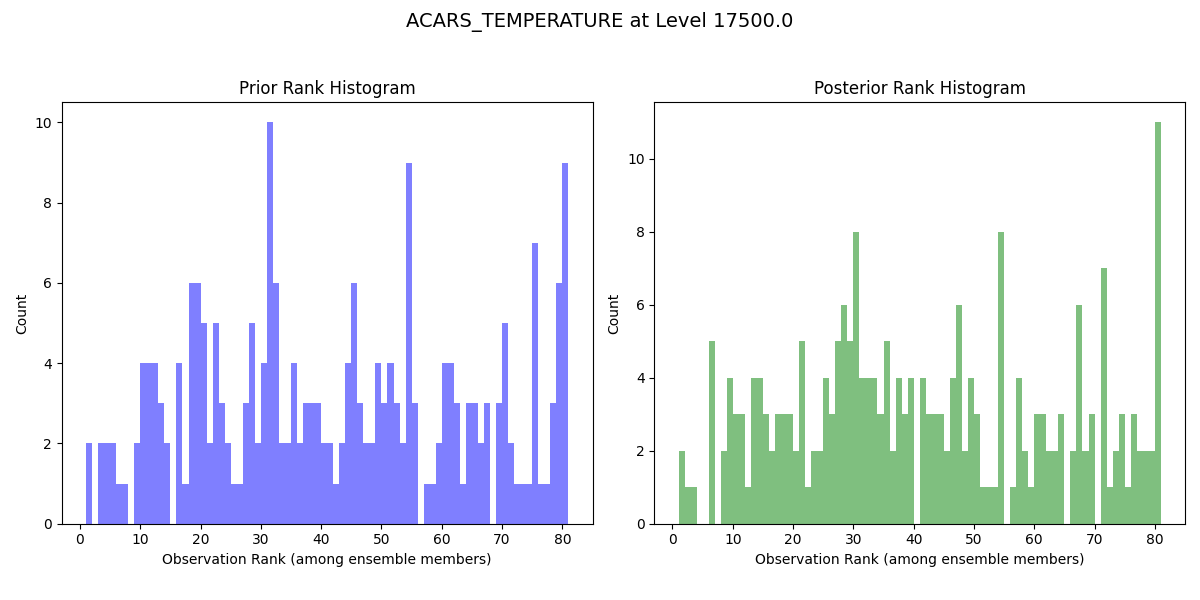 ACARS_TEMPERATURE at Level 17500.0
Prior Rank Histogram
Count
10
8
6
4
2
0
0 10 20 30 40 50 60 70 80
Observation Rank (among ensemble members)
Posterior Rank Histogram
Count
10
8
6
4
2
0
0 10 20 30 40 50 60 70 80
Observation Rank (among ensemble members)